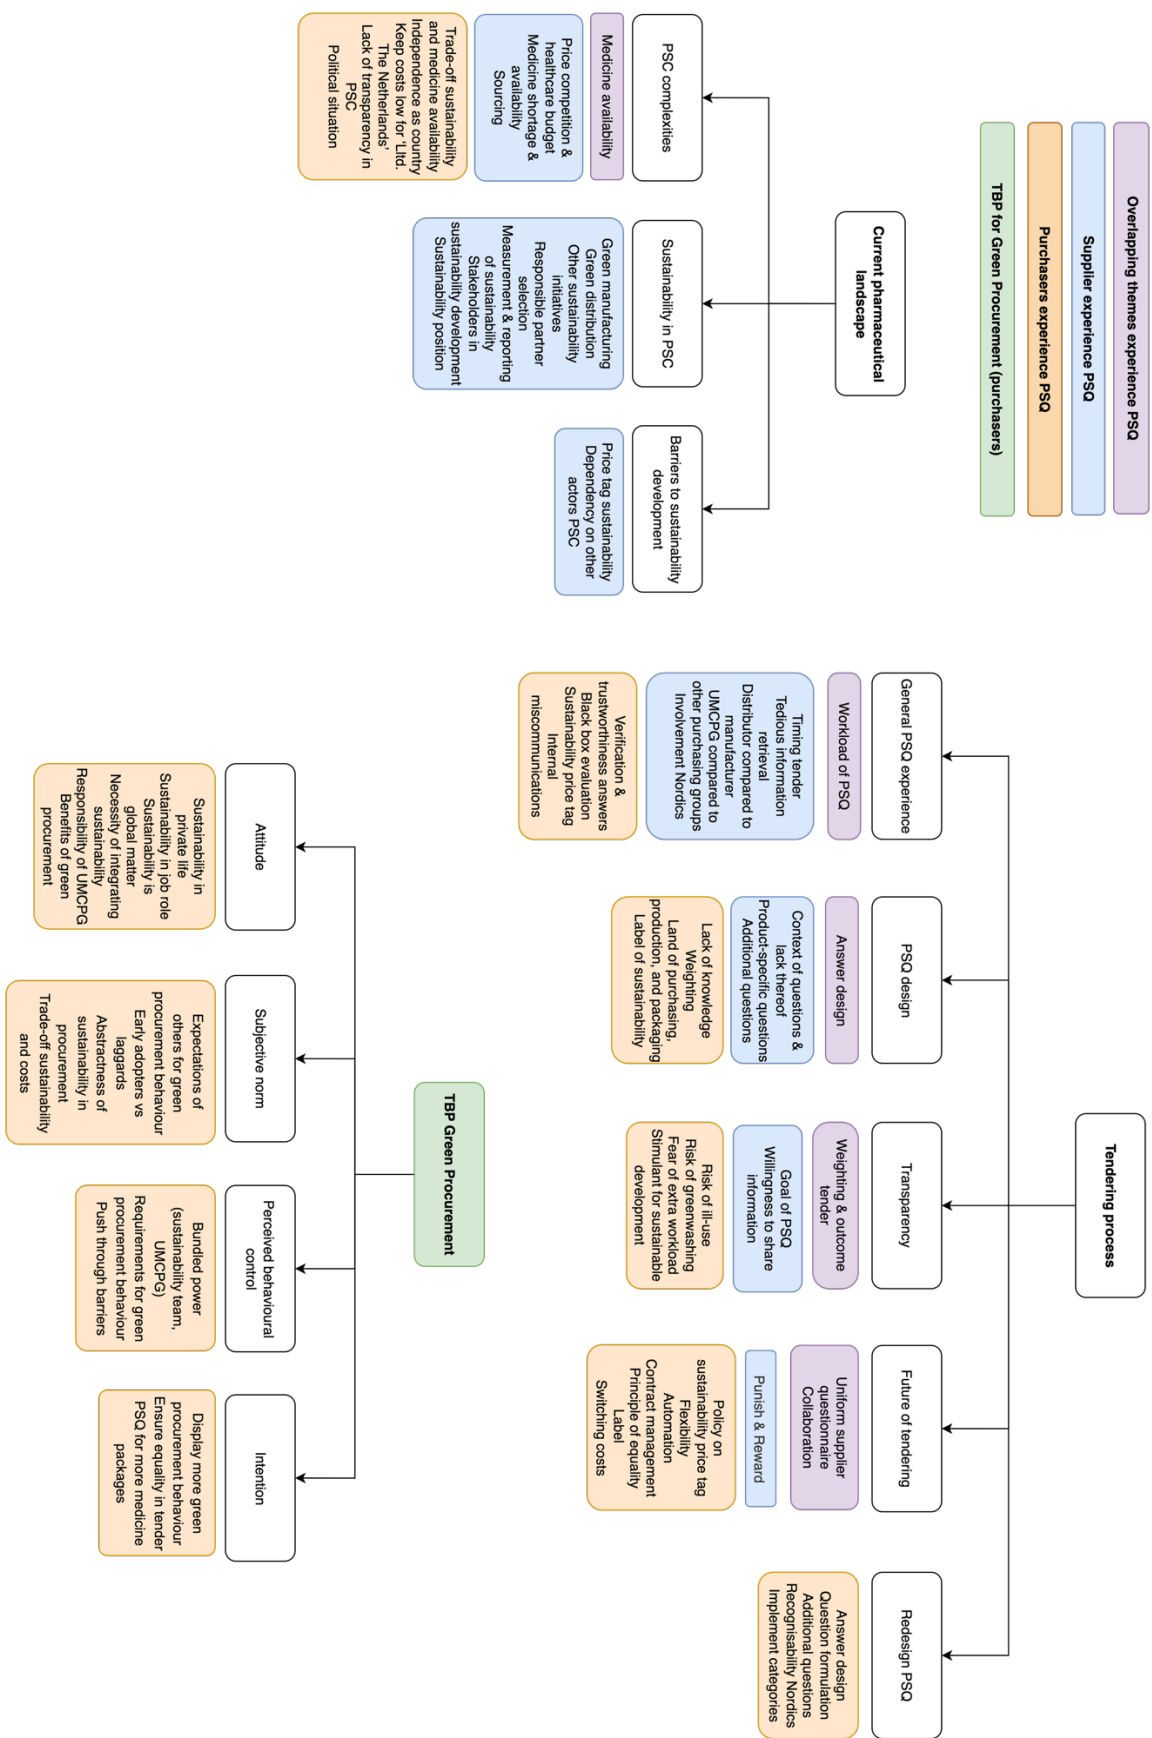 Overlapping themes experience PSQ
Supplier experience PSQ
Purchasers experience PSQ
TBP for Green Procurement (purchasers)
Current pharmaceutical
landscape
PSC complexities
Medicine availability
Price competition &
healthcare budget
Medicine shortage &
availability
Sourcing
Trade-off sustainability
and medicine availability
Independence as country
Keep costs low for 'Lltd.
The Netherlands'
Lack of transparency in
PSC
Political situation
Sustainability in PSC
Green manufacturing
Green distribution
Other sustainability
initiatives
Responsible partner
selection
Measurement & reporting
of sustainability
Stakeholders in
sustainability development
Sustainability position
Barriers to sustainability
development
Price tag sustainability
Dependency on other
actors PSC
Tendering process
General PSQ experience
Workload of PSQ
Timing tender
Tedious information
retrieval
Distributor compared to
manufacturer
UMCPG compared to
other purchasing groups
Involvement Nordics
Verification &
trustworthiness answers
Black box evaluation
Sustainability price tag
Internal
miscommunications
PSQ design
Answer design
Context of questions &
lack thereof
Product-specific questions
Additional questions
Lack of knowledge
Weighting
Land of purchasing,
production, and packaging
Label of sustainability
Transparency
Weighting & outcome
tender
Goal of PSQ
Willingness to share
information
Risk of ill-use
Risk of greenwashing
Fear of extra workload
Stimulant for sustainable
development
Future of tendering
Uniform supplier
questionnaire
Collaboration
Punish & Reward
Policy on
sustainability price tag
Flexibility
Automation
Contract management
Principle of equality
Label
Switching costs
Redesign PSQ
Answer design
Question formulation
Additional questions
Recognisability Nordics
Implement categories
TBP Green Procurement
Attitude
Sustainability in
private life
Sustainability in job role
Sustainability is
global matter
Necessity of integrating
sustainability
Responsibility of UMCPG
Benefits of green
procurement
Subjective norm
Expectations of
others for green
procurement behaviour
Early adopters vs
laggards
Abstractness of
sustainability in
procurement
Trade-off sustainability
and costs
Perceived behavioural
control
Bundled power
(sustainability team,
UMCPG)
Requirements for green
procurement behaviour
Push through barriers
Intention
Display more green
procurement behaviour
Ensure equality in tender
PSQ for more medicine
packages